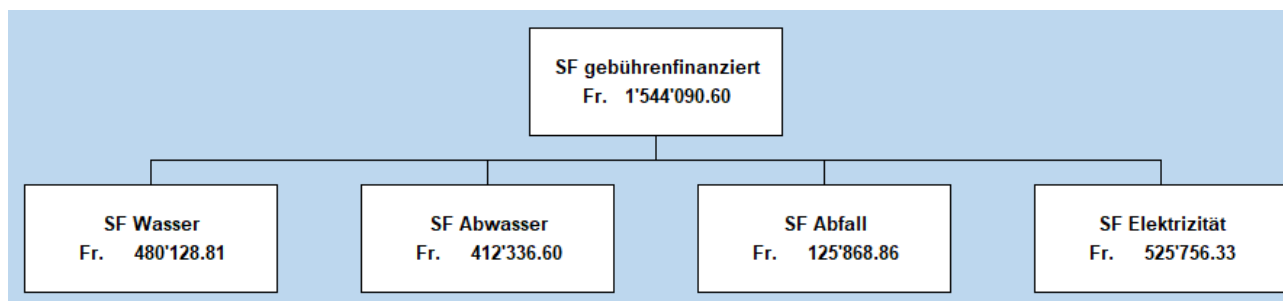 SF gebührenfinanziert
Fr. 1'544'090.60
SF Wasser
Fr. 480'128.81
SF Abwasser
Fr. 412'336.60
SF Abfall
Fr. 125'868.86
SF Elektrizität
Fr. 525'756.33